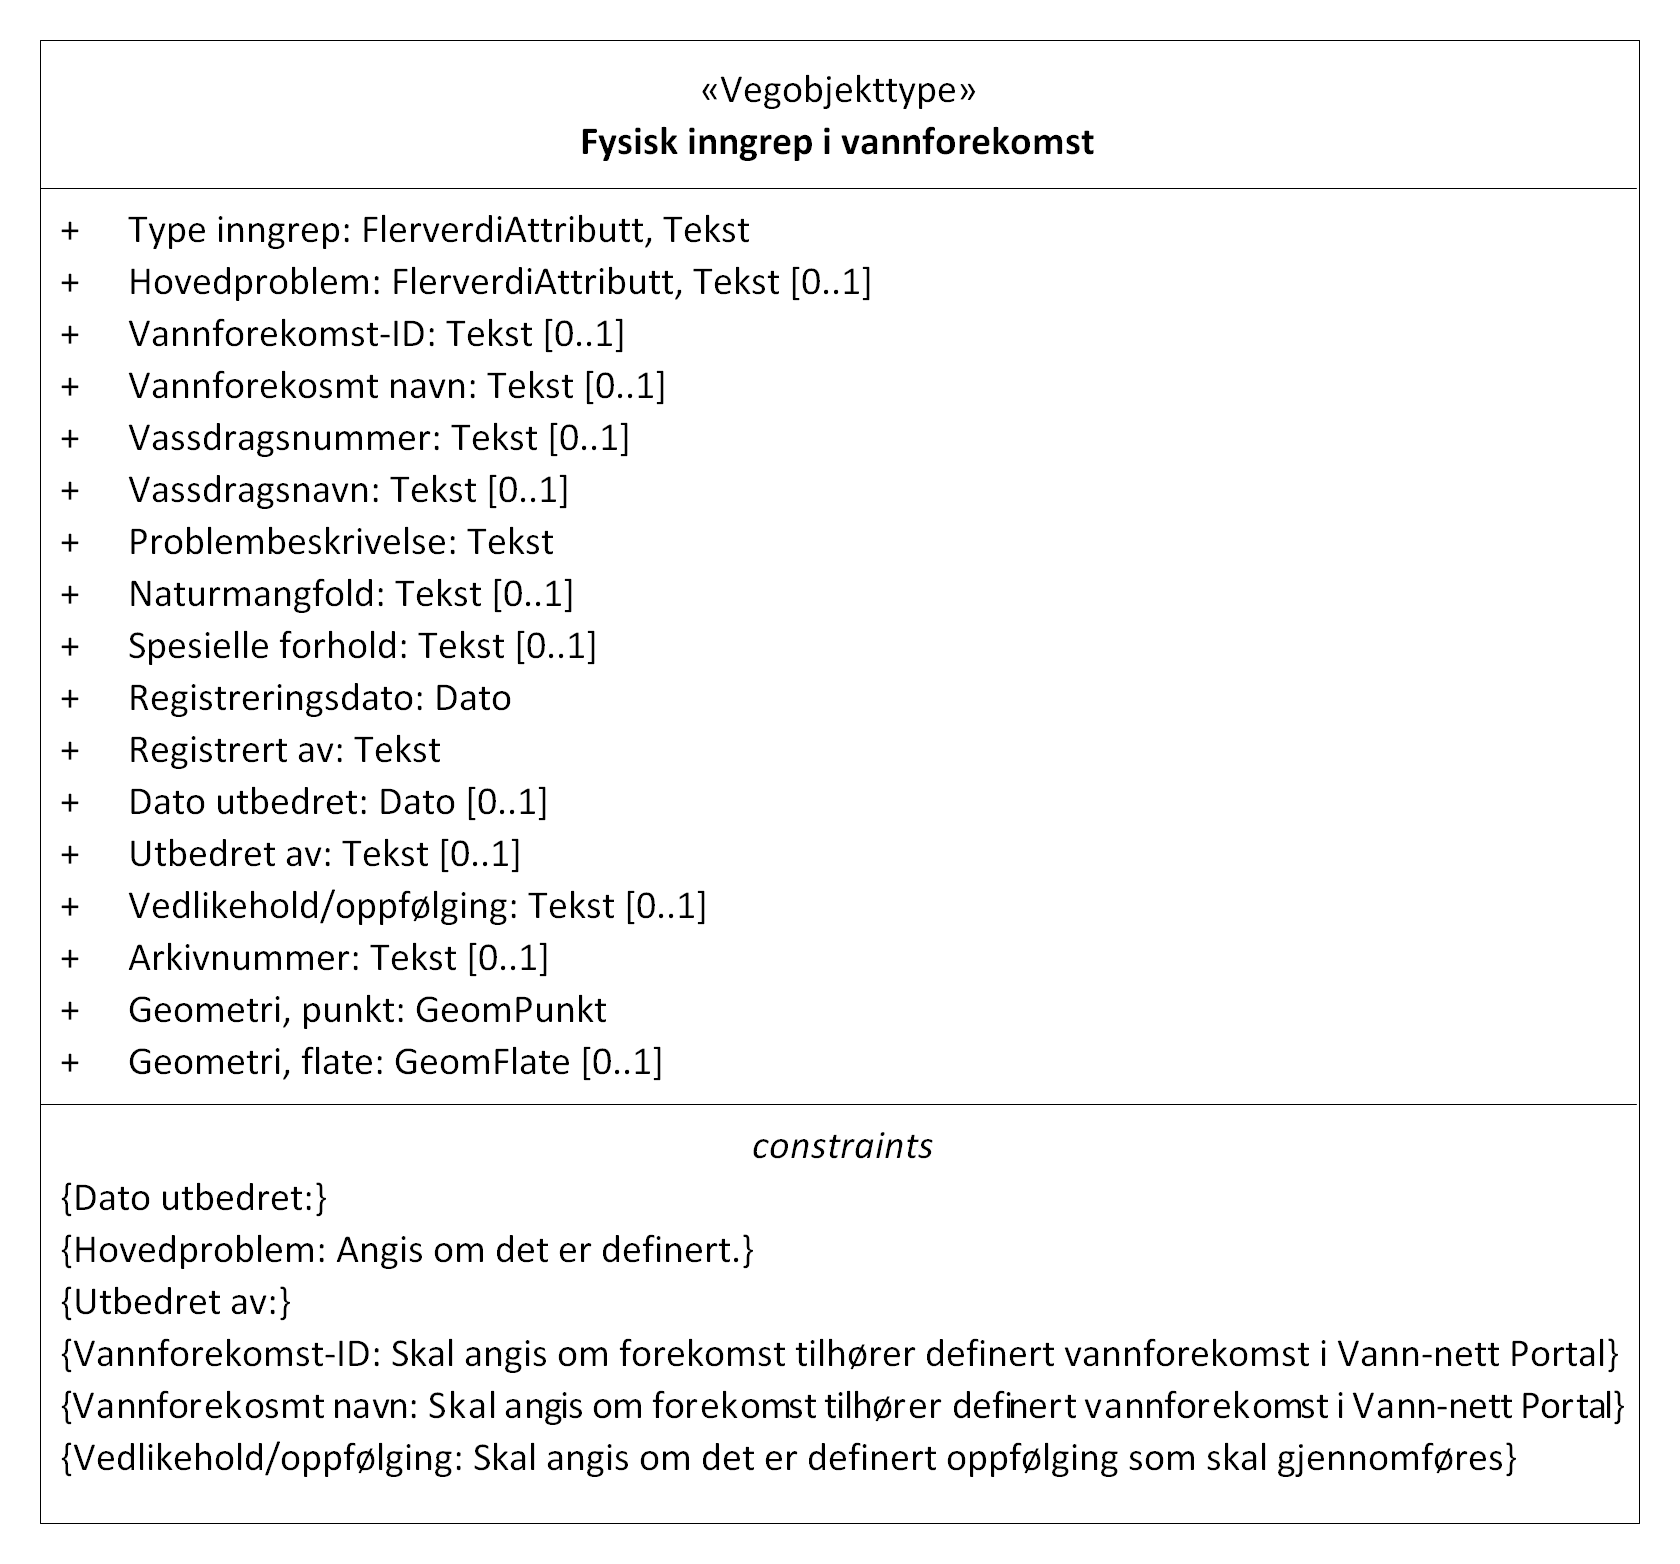 «Vegobjekttype»
Fysisk inngrep i vannforekomst
+ Type inngrep: FlerverdiAttributt, Tekst
+ Hovedproblem: FlerverdiAttributt, Tekst [0..1]
+ Vannforekomst-ID: Tekst [0..1]
+ Vannforekosmt navn: Tekst [0..1]
+ Vassdragsnummer: Tekst [0..1]
+ Vassdragsnavn: Tekst [0..1]
+ Problembeskrivelse: Tekst
+ Naturmangfold: Tekst [0..1]
+ Spesielle forhold: Tekst [0..1]
+ Registreringsdato: Dato
+ Registrert av: Tekst
+ Dato utbedret: Dato [0..1]
+ Utbedret av: Tekst [0..1]
+ Vedlikehold/oppfølging: Tekst [0..1]
+ Arkivnummer: Tekst [0..1]
+ Geometri, punkt: GeomPunkt
+ Geometri, flate: GeomFlate [0..1]
constraints
{Dato utbedret:}
{Hovedproblem: Angis om det er definert.}
{Utbedret av:}
{Vannforekomst-ID: Skal angis om forekomst tilhører definert vannforekomst i Vann-nett Portal}
{Vannforekosmt navn: Skal angis om forekomst tilhører definert vannforekomst i Vann-nett Portal}
{Vedlikehold/oppfølging: Skal angis om det er definert oppfølging som skal gjennomføres}